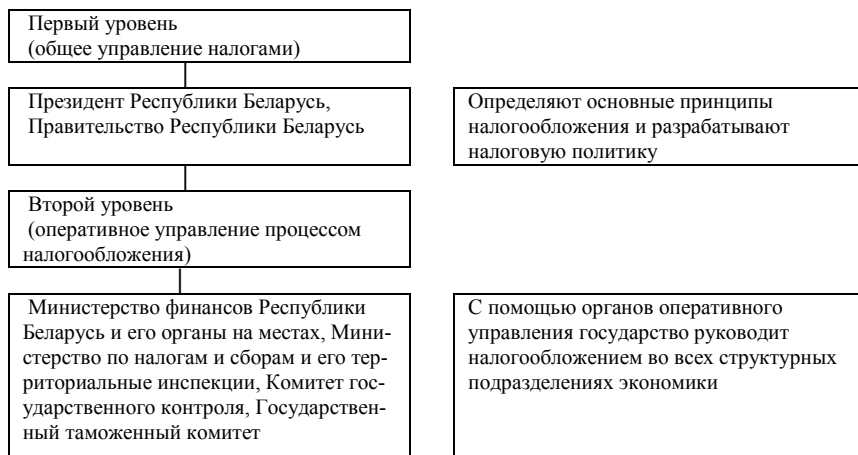 Первый уровень
(общее управление налогами)
Президент Республики Беларусь,
Правительство Республики Беларусь
Определяют основные принципы
налогообложения и разрабатывают
налоговую политику
Второй уровень
(оперативное управление процессом
налогообложения)
Министерство финансов Республики
Беларусь и его органы на местах, Мини-
стерство по налогам и сборам и его тер-
риториальные инспекции, Комитет гос-
ударственного контроля, Государствен-
ный таможенный комитет
С помощью органов оперативного
управления государство руководит
налогообложением во всех структурных
подразделениях экономики